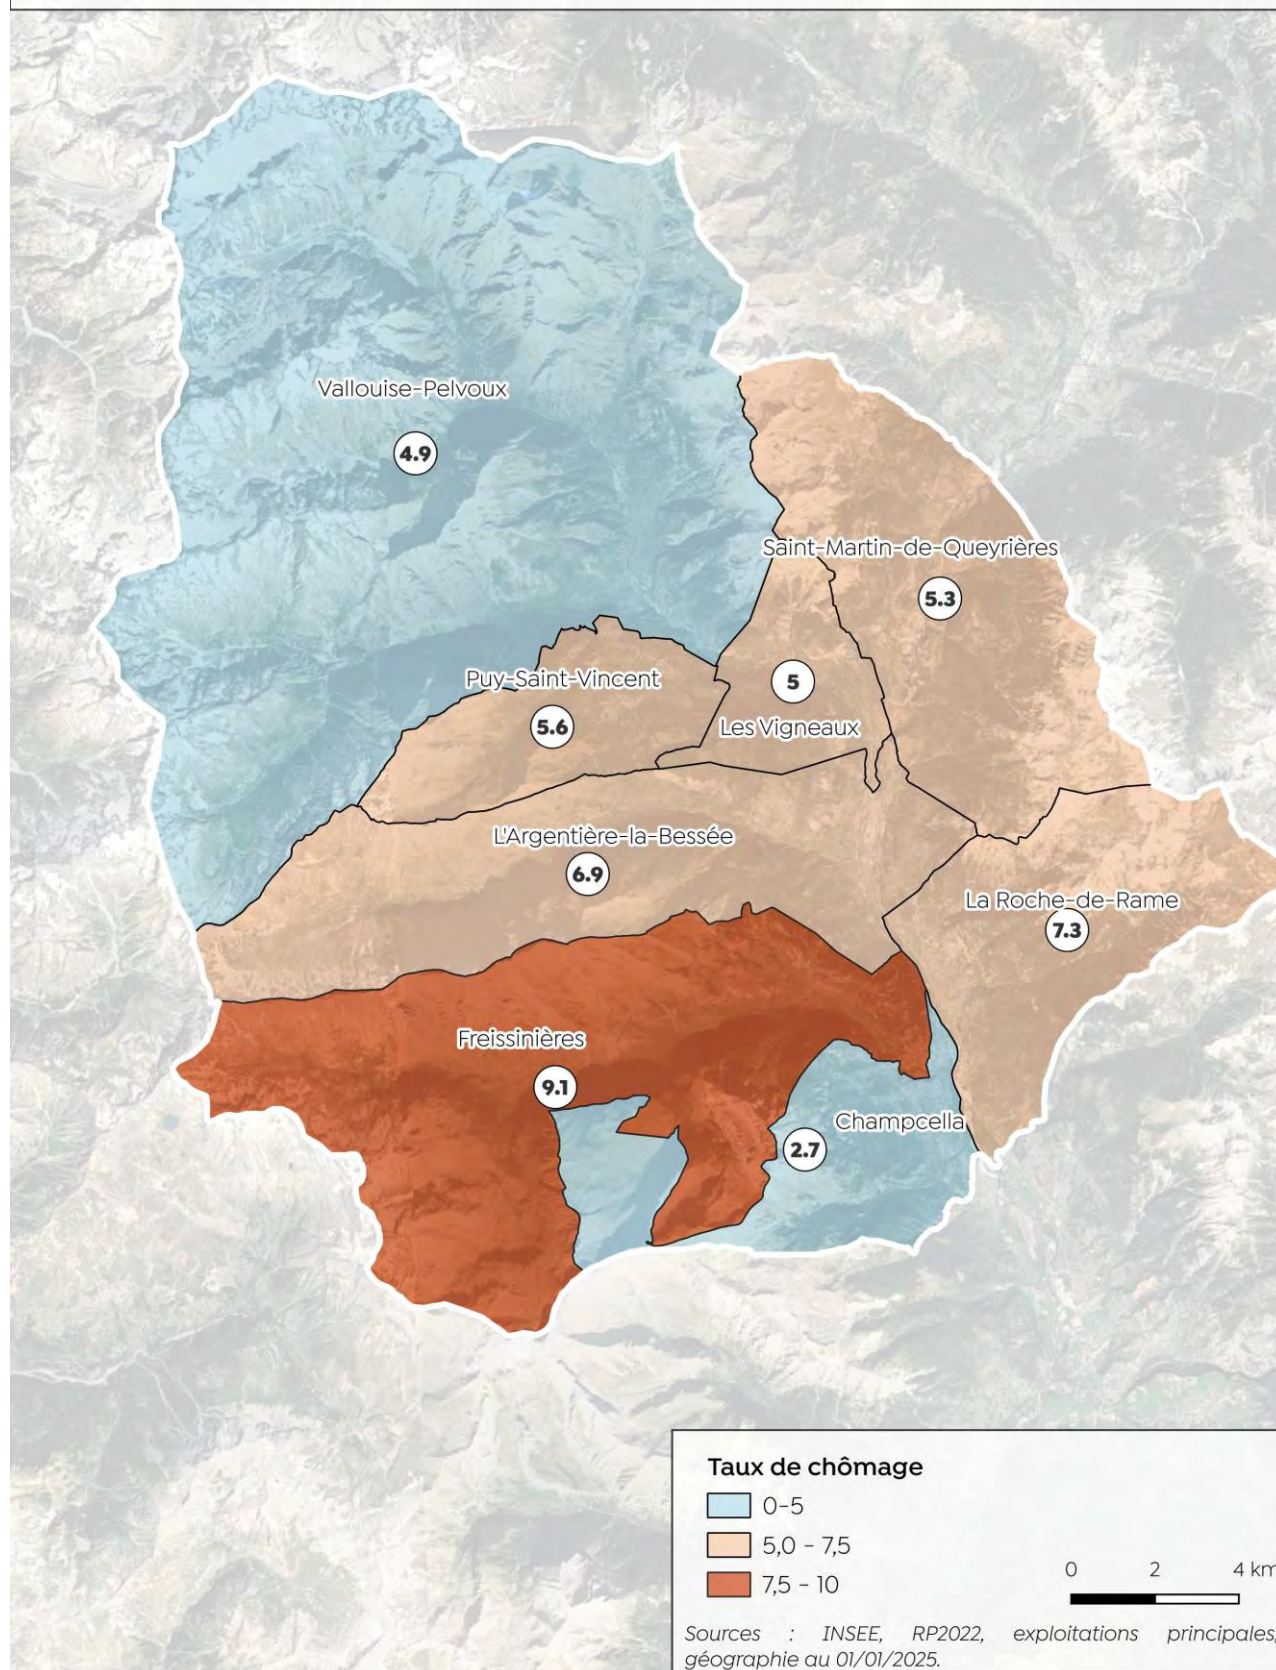 Vallouise-Pelvoux
4.9
Saint-Martin-de-Queyrières
5.3
Puy-Saint-Vincent
5.6
5
Les Vigneaux
L'Argentière-la-Bessée
6.9
La Roche-de-Rame
7.3
Freissinières
9.1
Champcella
2.7
Taux de chômage
0-5
5,0 - 7,5
7,5 - 10
0 2 4 km
Sources : INSEE, RP2022, exploitations principales,
géographie au 01/01/2025.